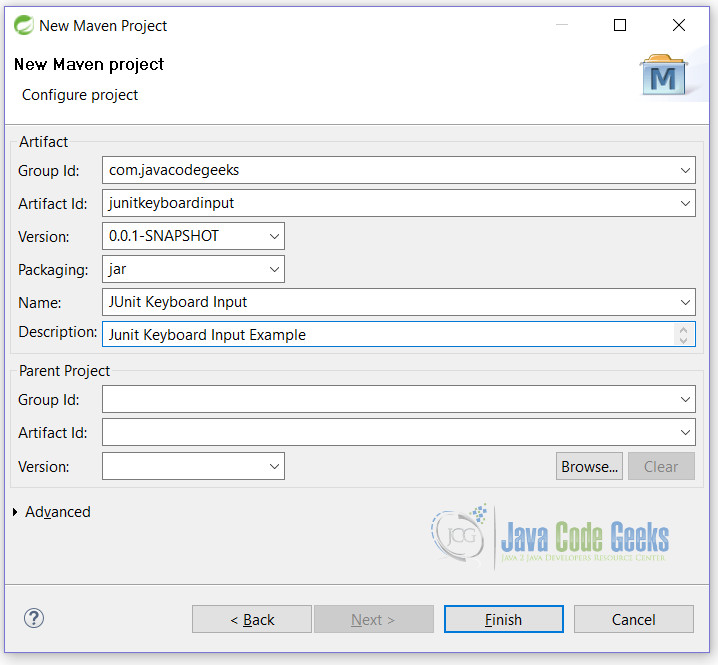 New Maven Project
New Maven project
Configure project
M
Artifact
Group Id: com.javacodegeeks
Artifact Id: junitkeyboardinput
Version: 0.0.1-SNAPSHOT
Packaging: jar
Name: JUnit Keyboard Input
Description: Junit Keyboard Input Example
Parent Project
Group Id:
Artifact Id:
Version: Browse... Clear
Advanced
JCG Java Code Geeks
Java 2 Java Developers Resource Center
? < Back Next > Finish Cancel